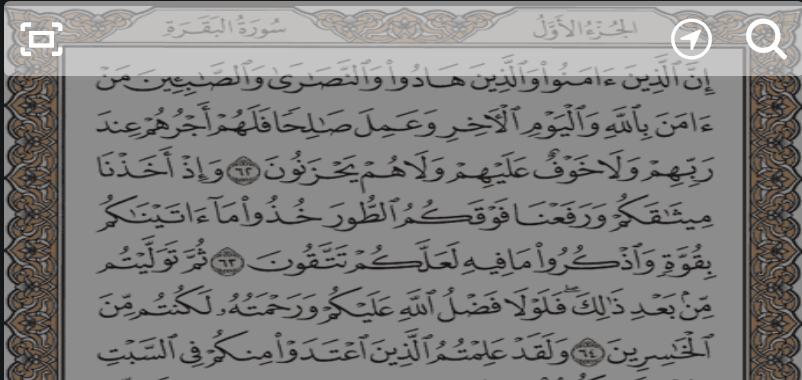 الجُزْءُ الأَوَّلُ
سُورَةُ البَقَرَةِ
إِنَّ ٱلَّذِينَ ءَامَنُوا۟ وَٱلَّذِينَ هَادُوا۟ وَٱلنَّصَٰرَىٰ وَٱلصَّٰبِـِٔينَ مَنْ
ءَامَنَ بِٱللَّهِ وَٱلْيَوْمِ ٱلْءَاخِرِ وَعَمِلَ صَٰلِحًا فَلَهُمْ أَجْرُهُمْ عِندَ
رَبِّهِمْ وَلَا خَوْفٌ عَلَيْهِمْ وَلَا هُمْ يَحْزَنُونَ ٦٢ وَإِذْ أَخَذْنَا
مِيثَٰقَكُمْ وَرَفَعْنَا فَوْقَكُمُ ٱلطُّورَ خُذُوا۟ مَآ ءَاتَيْنَٰكُم
بِقُوَّةٍ وَٱذْكُرُوا۟ مَا فِيهِ لَعَلَّكُمْ تَتَّقُونَ ٦٣ ثُمَّ تَوَلَّيْتُم
مِّنۢ بَعْدِ ذَٰلِكَ ۖ فَلَوْلَا فَضْلُ ٱللَّهِ عَلَيْكُمْ وَرَحْمَتُهُۥ لَكُنتُم مِّنَ
ٱلْخَٰسِرِينَ ٦٤ وَلَقَدْ عَلِمْتُمُ ٱلَّذِينَ ٱعْتَدَوْا۟ مِنكُمْ فِى ٱلسَّبْتِ